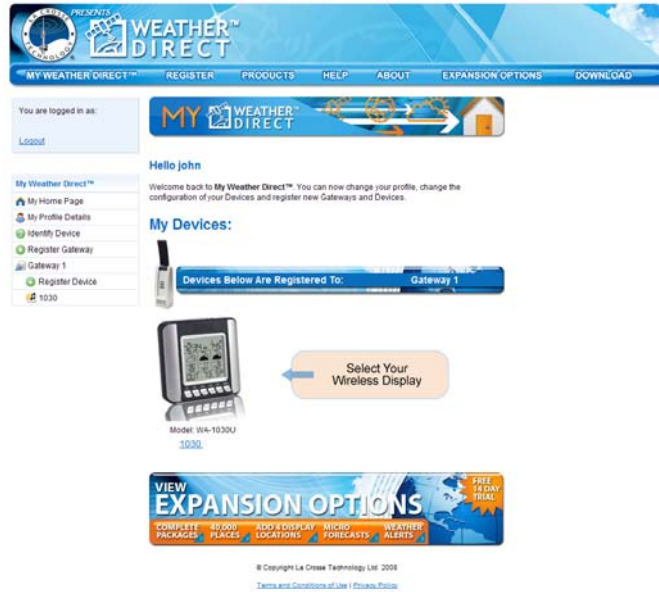 LA CROSSE TECHNOLOGY
PRESENTS
WEATHER™
DIRECT
MY WEATHER DIRECT™ REGISTER PRODUCTS HELP ABOUT EXPANSION OPTIONS DOWNLOAD
You are logged in as:
Logout
MY WEATHER™
DIRECT
Hello john
Welcome back to My Weather Direct™. You can now change your profile, change the
configuration of your Devices and register new Gateways and Devices.
My Weather Direct™
My Home Page
My Profile Details
Identify Device
Register Gateway
Gateway 1
Register Device
1030
My Devices:
Devices Below Are Registered To: Gateway 1
Select Your
Wireless Display
Model: WA-1030U
1030
VIEW
EXPANSION OPTIONS
FREE
14 DAY
TRIAL
COMPLETE
PACKAGES
40,000
PLACES
ADD 4 DISPLAY
LOCATIONS
MICRO
FORECASTS
WEATHER
ALERTS
© Copyright La Crosse Technology Ltd. 2008
Terms and Conditions of Use | Privacy Policy